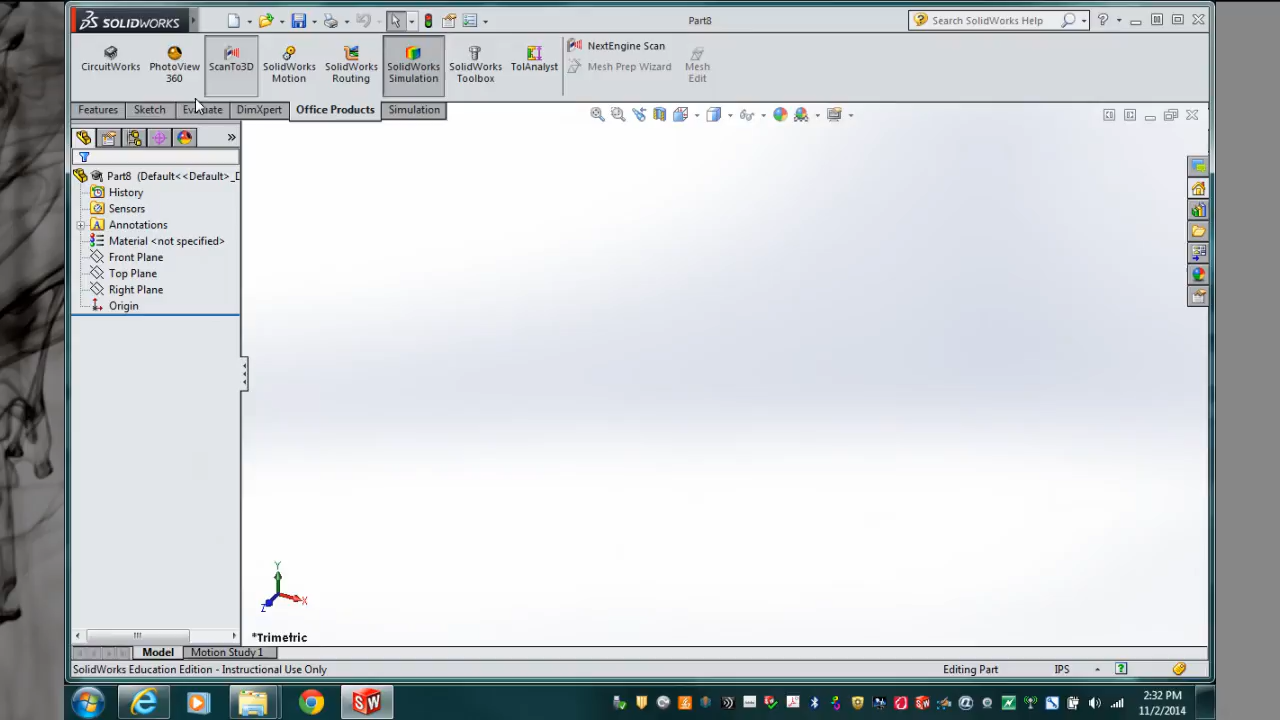 SOLIDWORKS
Part8
Search SolidWorks Help
CircuitWorks
PhotoView 360
ScanTo3D
SolidWorks Motion
SolidWorks Routing
SolidWorks Simulation
SolidWorks Toolbox
TolAnalyst
NextEngine Scan
Mesh Prep Wizard
Mesh Edit
Features
Sketch
Evaluate
DimXpert
Office Products
Simulation
Part8 (Default<<Default>_D
History
Sensors
Annotations
Material <not specified>
Front Plane
Top Plane
Right Plane
Origin
Y
X
Z
*Trimetric
Model
Motion Study 1
SolidWorks Education Edition - Instructional Use Only
Editing Part
IPS
2:32 PM
11/2/2014